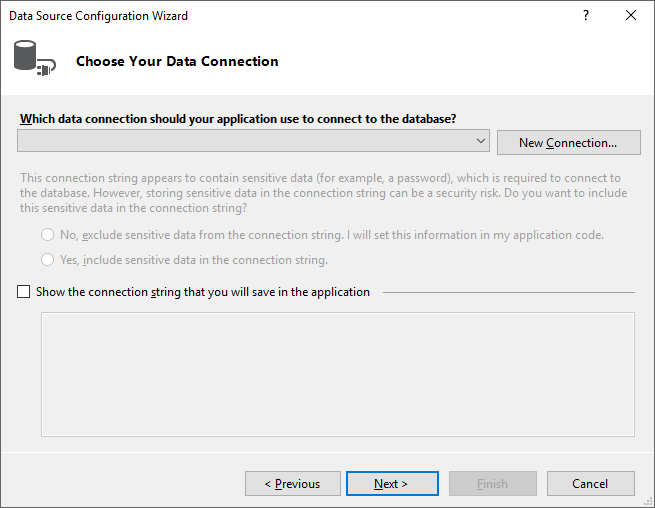 Data Source Configuration Wizard
?
Choose Your Data Connection
Which data connection should your application use to connect to the database?
New Connection...
This connection string appears to contain sensitive data (for example, a password), which is required to connect to
the database. However, storing sensitive data in the connection string can be a security risk. Do you want to include
this sensitive data in the connection string?
No, exclude sensitive data from the connection string. I will set this information in my application code.
Yes, include sensitive data in the connection string.
Show the connection string that you will save in the application
< Previous
Next >
Finish
Cancel